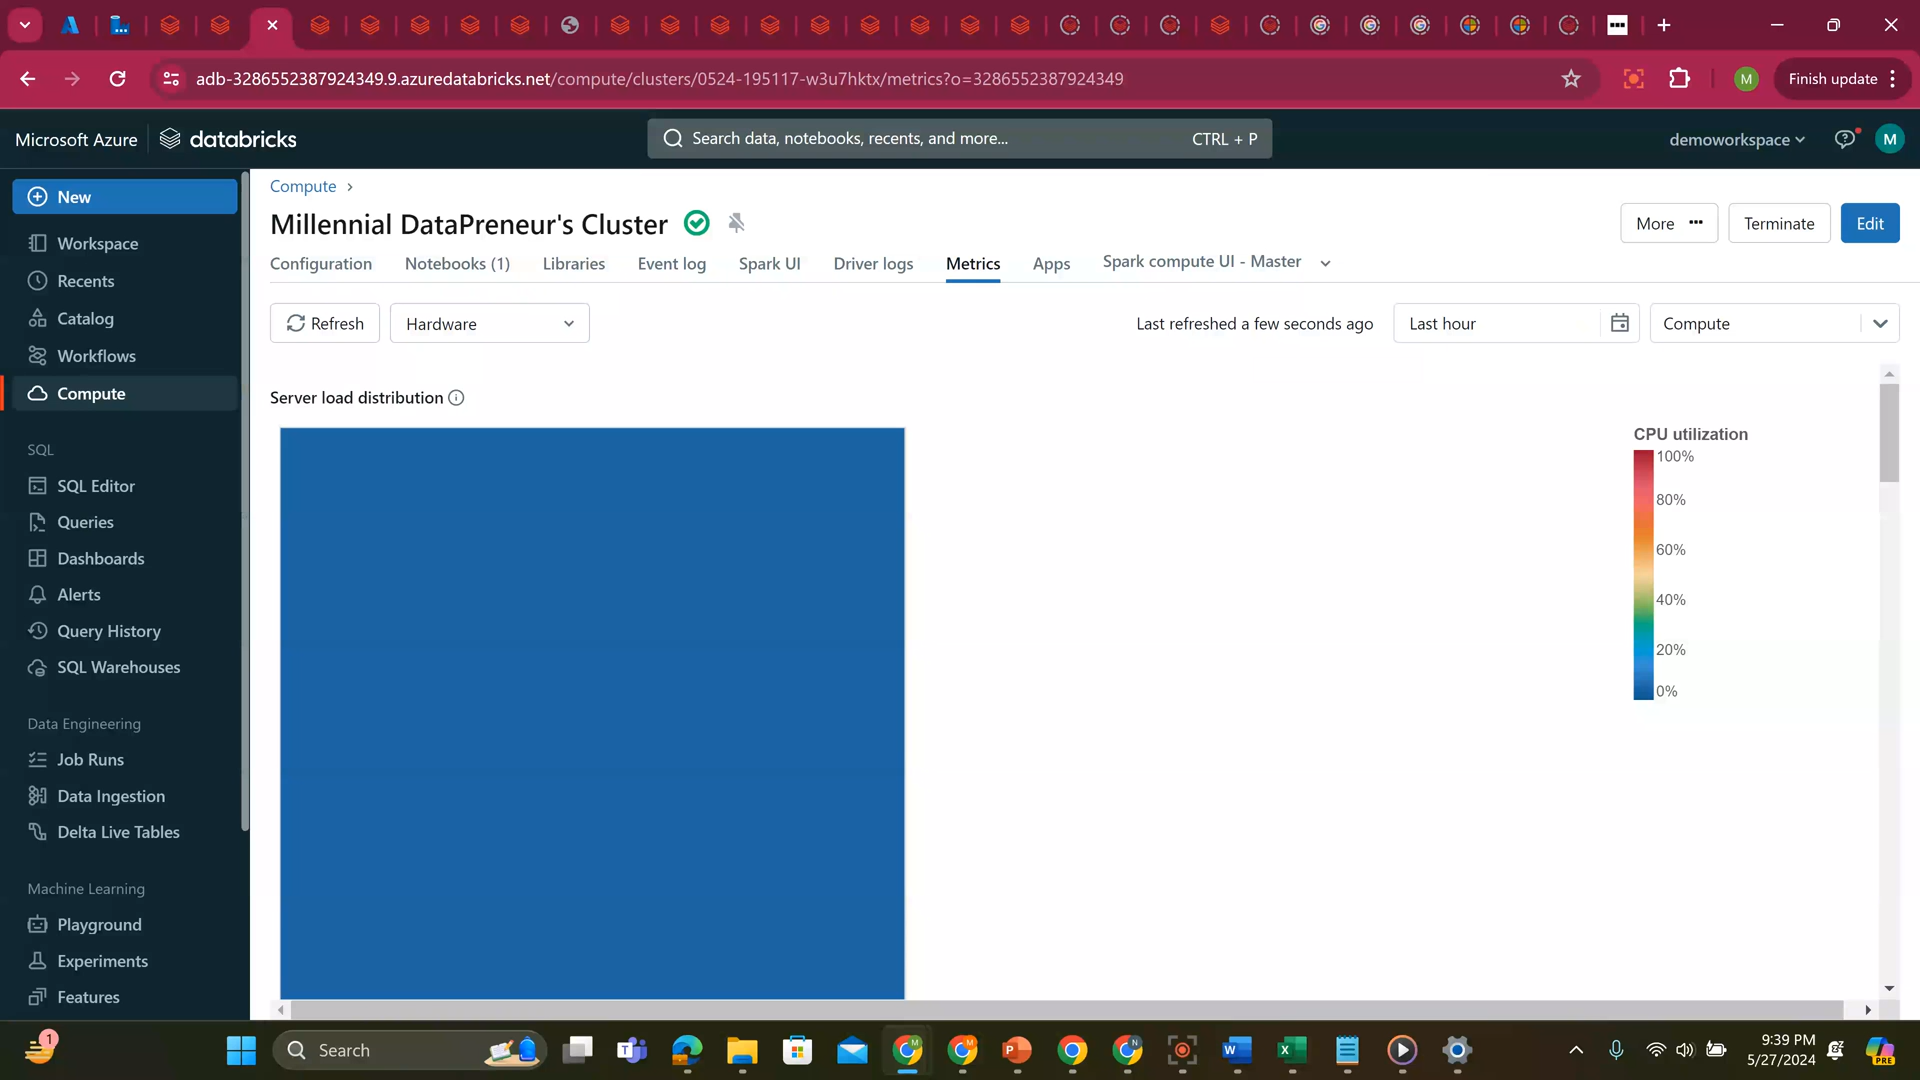 adb-3286552387924349.9.azuredatabricks.net/compute/clusters/0524-195117-w3u7hktx/metrics?o=3286552387924349
M
Finish update
Microsoft Azure
databricks
Search data, notebooks, recents, and more...
CTRL + P
demoworkspace
M
New
Workspace
Recents
Catalog
Workflows
Compute
SQL
SQL Editor
Queries
Dashboards
Alerts
Query History
SQL Warehouses
Data Engineering
Job Runs
Data Ingestion
Delta Live Tables
Machine Learning
Playground
Experiments
Features
Compute >
Millennial DataPreneur's Cluster
More ...
Terminate
Edit
Configuration
Notebooks (1)
Libraries
Event log
Spark UI
Driver logs
Metrics
Apps
Spark compute UI - Master
Refresh
Hardware
Last refreshed a few seconds ago
Last hour
Compute
Server load distribution
CPU utilization
100%
80%
60%
40%
20%
0%
1
Search
9:39 PM
5/27/2024
PRE